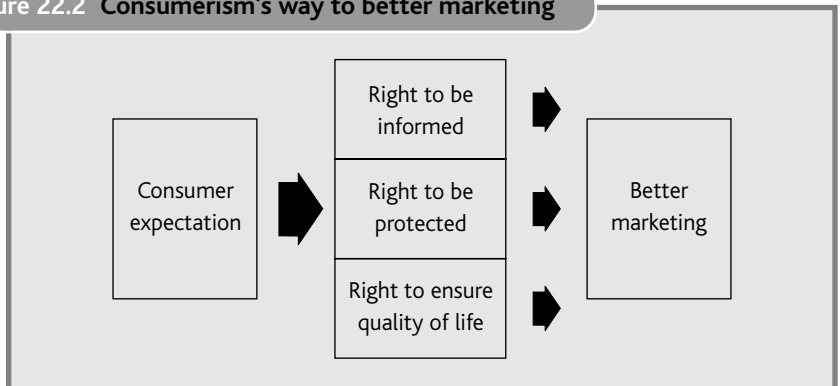 22.2 Consumerism's way to better marketing
Right to be
informed
Consumer
expectation
Right to be
protected
Better
marketing
Right to ensure
quality of life